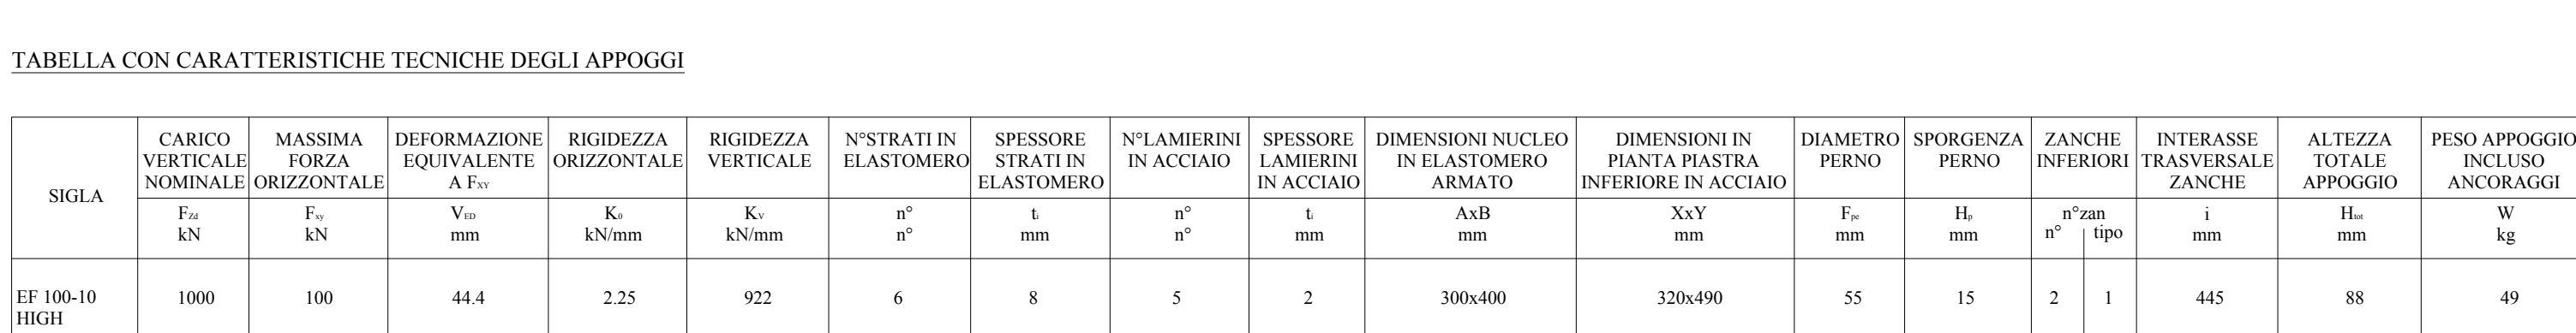 TABELLA CON CARATTERISTICHE TECNICHE DEGLI APPOGGI
SIGLA
CARICO VERTICALE NOMINALE
MASSIMA FORZA ORIZZONTALE
DEFORMAZIONE EQUIVALENTE A FXY
RIGIDEZZA ORIZZONTALE
RIGIDEZZA VERTICALE
N°STRATI IN ELASTOMERO
SPESSORE STRATI IN ELASTOMERO
N°LAMIERINI IN ACCIAIO
SPESSORE LAMIERINI IN ACCIAIO
DIMENSIONI NUCLEO IN ELASTOMERO ARMATO
DIMENSIONI IN PIANTA PIASTRA INFERIORE IN ACCIAIO
DIAMETRO PERNO
SPORGENZA PERNO
ZANCHE INFERIORI
INTERASSE TRASVERSALE ZANCHE
ALTEZZA TOTALE APPOGGIO
PESO APPOGGIO INCLUSO ANCORAGGI
FZd Fxy VED K0 KV n° ti n° ti AxB XxY Fpe Hp n°zan i Htot W
kN kN mm kN/mm kN/mm n° mm n° mm mm mm mm mm n° tipo mm mm kg
EF 100-10 HIGH 1000 100 44.4 2.25 922 6 8 5 2 300x400 320x490 55 15 2 1 445 88 49